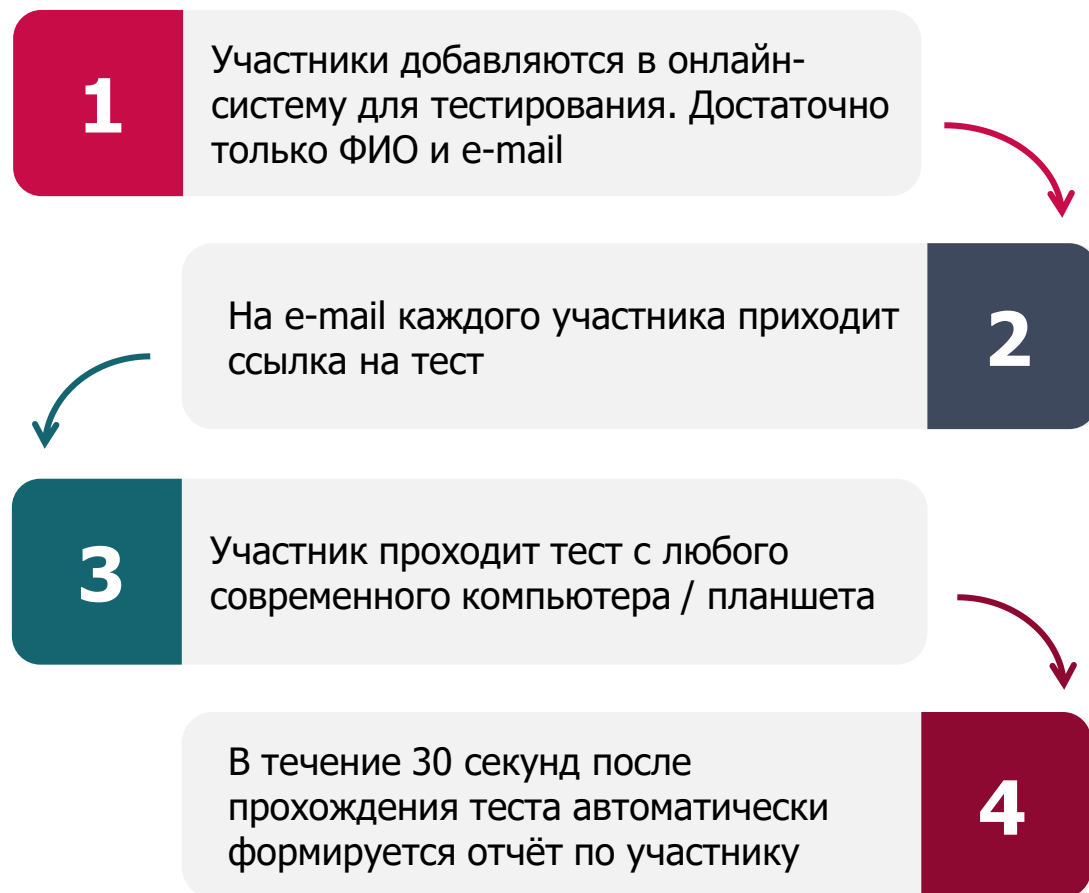 1
Участники добавляются в онлайн-
систему для тестирования. Достаточно
только ФИО и e-mail
На e-mail каждого участника приходит
ссылка на тест
2
3
Участник проходит тест с любого
современного компьютера / планшета
В течение 30 секунд после
прохождения теста автоматически
формируется отчёт по участнику
4